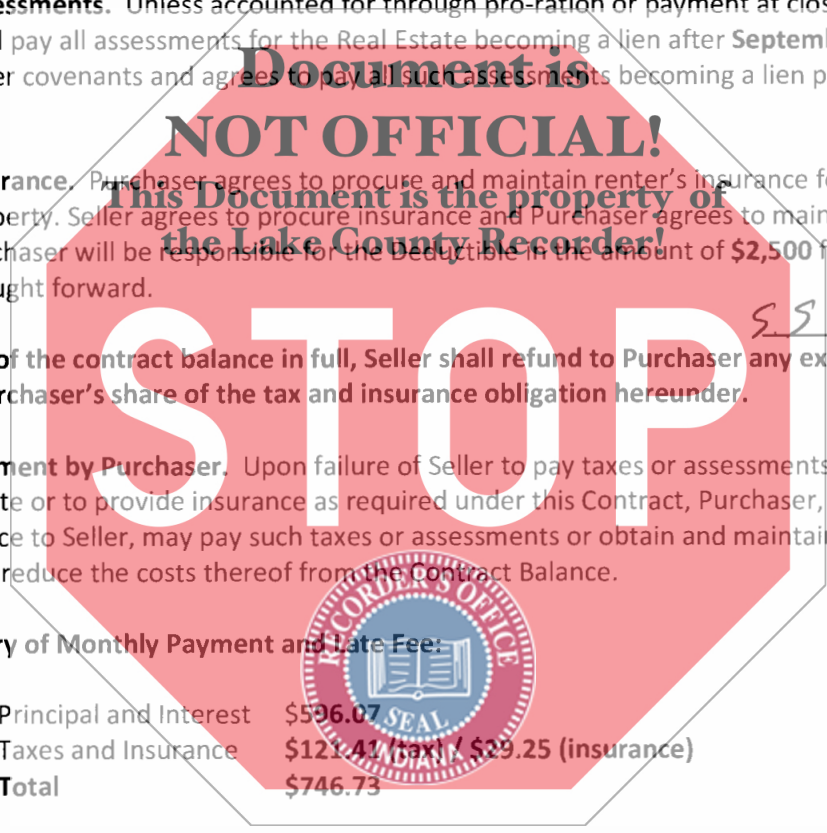 essments. Unless accounted for through pro-ration or payment at clos
l pay all assessments for the Real Estate becoming a lien after Septemb
er covenants and agrees to pay all such assessments becoming a lien p
Document is
NOT OFFICIAL!
rance. Purchaser agrees to procure and maintain renter's insurance f
This Document is the property of
perty. Seller agrees to procure insurance and Purchaser agrees to main
the Lake County Recorder!
chaser will be responsible for the Deductible in the amount of $2,500 f
ught forward.
S.S
STOP
of the contract balance in full, Seller shall refund to Purchaser any ex
rchaser's share of the tax and insurance obligation hereunder.
ment by Purchaser. Upon failure of Seller to pay taxes or assessments
te or to provide insurance as required under this Contract, Purchaser,
ce to Seller, may pay such taxes or assessments or obtain and maintai
reduce the costs thereof from the Contract Balance.
RECORDER'S OFFICE
SEAL
INDIANA
ry of Monthly Payment and Late Fee:
Principal and Interest $596.07
Taxes and Insurance $121.41 (tax) / $29.25 (insurance)
Total $746.73